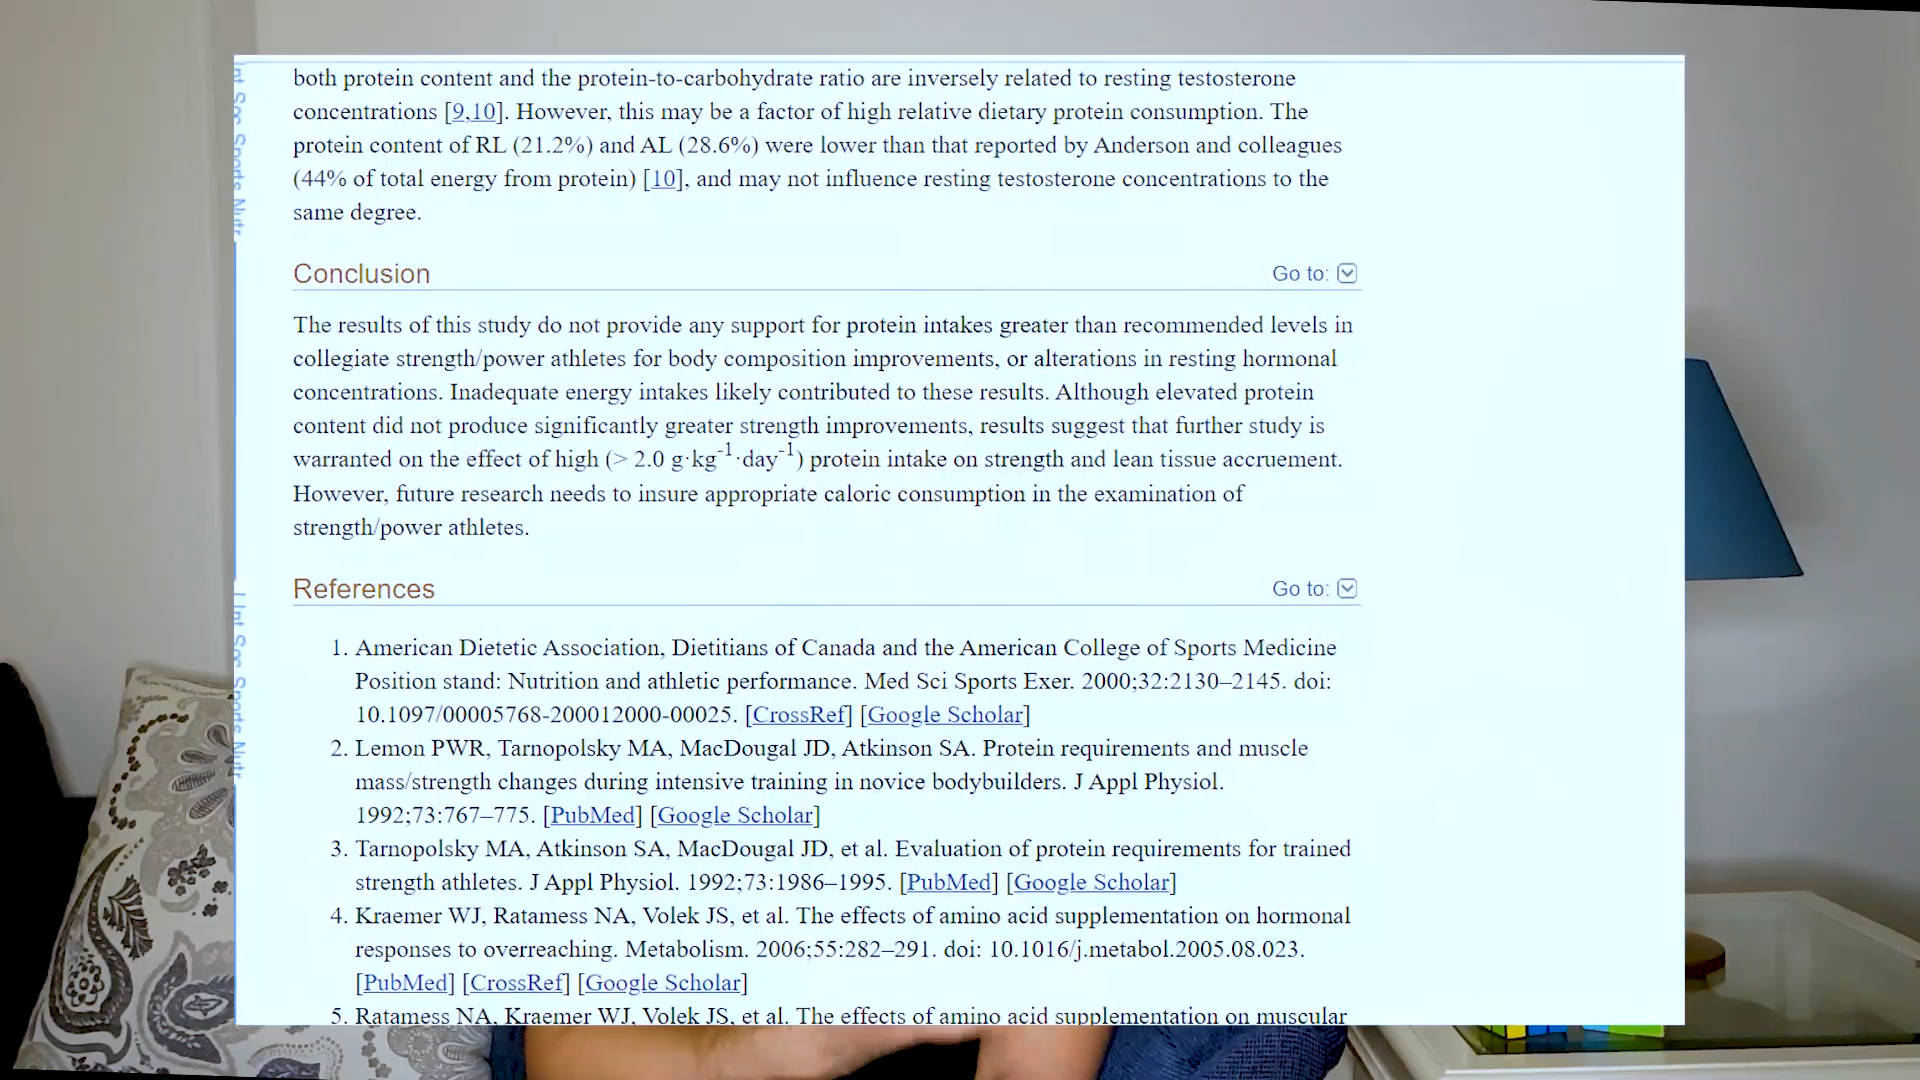 both protein content and the protein-to-carbohydrate ratio are inversely related to resting testosterone
concentrations [9,10]. However, this may be a factor of high relative dietary protein consumption. The
protein content of RL (21.2%) and AL (28.6%) were lower than that reported by Anderson and colleagues
(44% of total energy from protein) [10], and may not influence resting testosterone concentrations to the
same degree.
Conclusion
Go to:
The results of this study do not provide any support for protein intakes greater than recommended levels in
collegiate strength/power athletes for body composition improvements, or alterations in resting hormonal
concentrations. Inadequate energy intakes likely contributed to these results. Although elevated protein
content did not produce significantly greater strength improvements, results suggest that further study is
warranted on the effect of high (> 2.0 g·kg⁻¹·day⁻¹) protein intake on strength and lean tissue accruement.
However, future research needs to insure appropriate caloric consumption in the examination of
strength/power athletes.
References
Go to:
1. American Dietetic Association, Dietitians of Canada and the American College of Sports Medicine
Position stand: Nutrition and athletic performance. Med Sci Sports Exer. 2000;32:2130–2145. doi:
10.1097/00005768-200012000-00025. [CrossRef] [Google Scholar]
2. Lemon PWR, Tarnopolsky MA, MacDougal JD, Atkinson SA. Protein requirements and muscle
mass/strength changes during intensive training in novice bodybuilders. J Appl Physiol.
1992;73:767–775. [PubMed] [Google Scholar]
3. Tarnopolsky MA, Atkinson SA, MacDougal JD, et al. Evaluation of protein requirements for trained
strength athletes. J Appl Physiol. 1992;73:1986–1995. [PubMed] [Google Scholar]
4. Kraemer WJ, Ratamess NA, Volek JS, et al. The effects of amino acid supplementation on hormonal
responses to overreaching. Metabolism. 2006;55:282–291. doi: 10.1016/j.metabol.2005.08.023.
[PubMed] [CrossRef] [Google Scholar]
5. Ratamess NA, Kraemer WJ, Volek JS, et al. The effects of amino acid supplementation on muscular
Int Soc Sports Nutr
J Int Soc Sports Nutr